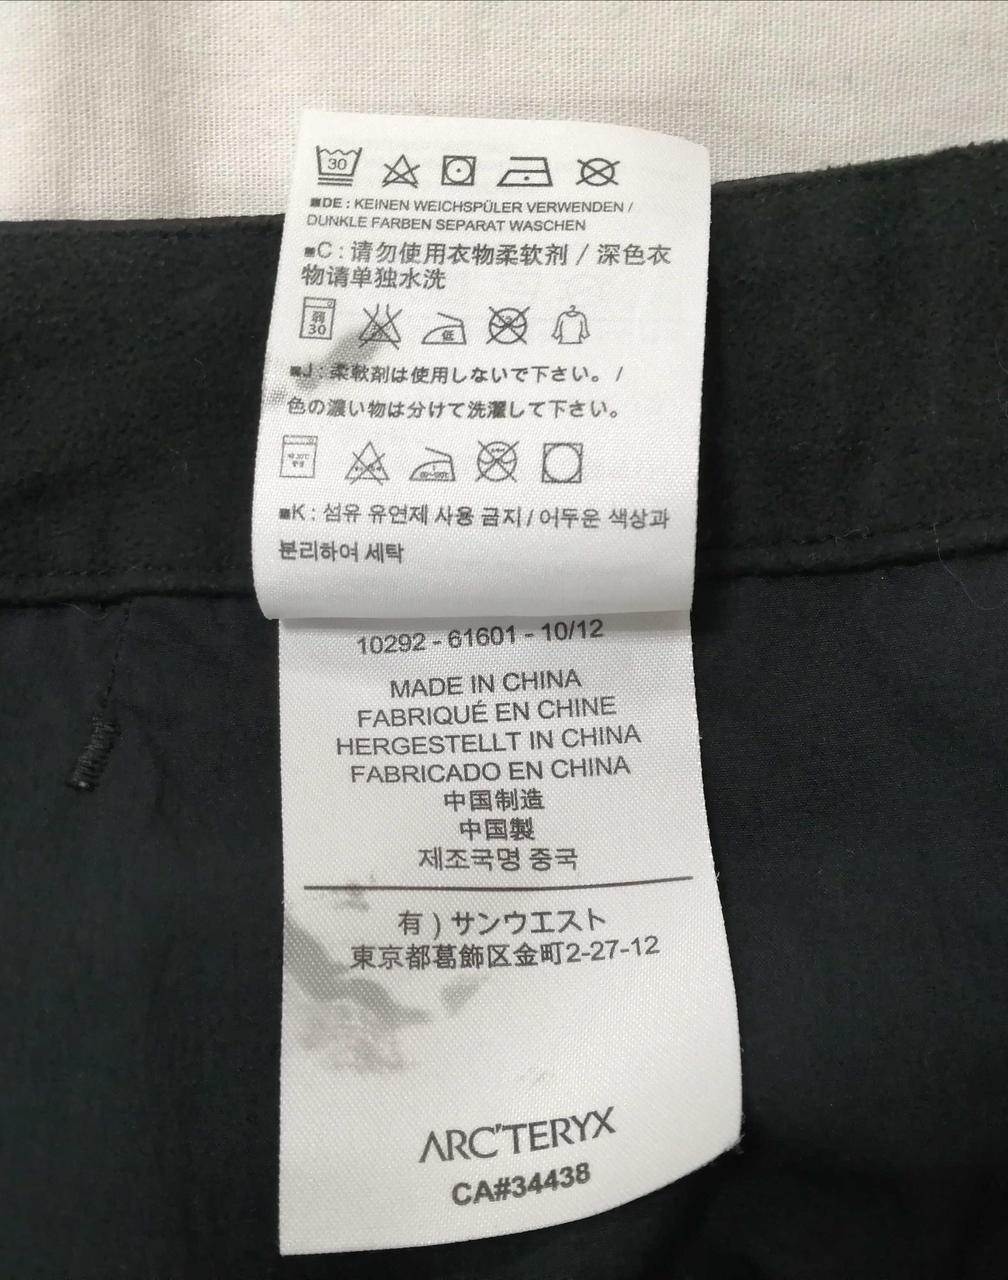 30
■DE : KEINEN WEICHSPÜLER VERWENDEN /
DUNKLE FARBEN SEPARAT WASCHEN
■C : 请勿使用衣物柔软剂 / 深色衣
物请单独水洗
弱
30
低
■J : 柔軟剤は使用しないで下さい。 /
色の濃い物は分けて洗濯して下さい。
■K : 섬유 유연제 사용 금지 / 어두운 색상과
분리하여 세탁
10292 - 61601 - 10/12
MADE IN CHINA
FABRIQUÉ EN CHINE
HERGESTELLT IN CHINA
FABRICADO EN CHINA
中国制造
中国製
제조국명 중국
有 ) サンウエスト
東京都葛飾区金町2-27-12
ARC'TERYX
CA#34438